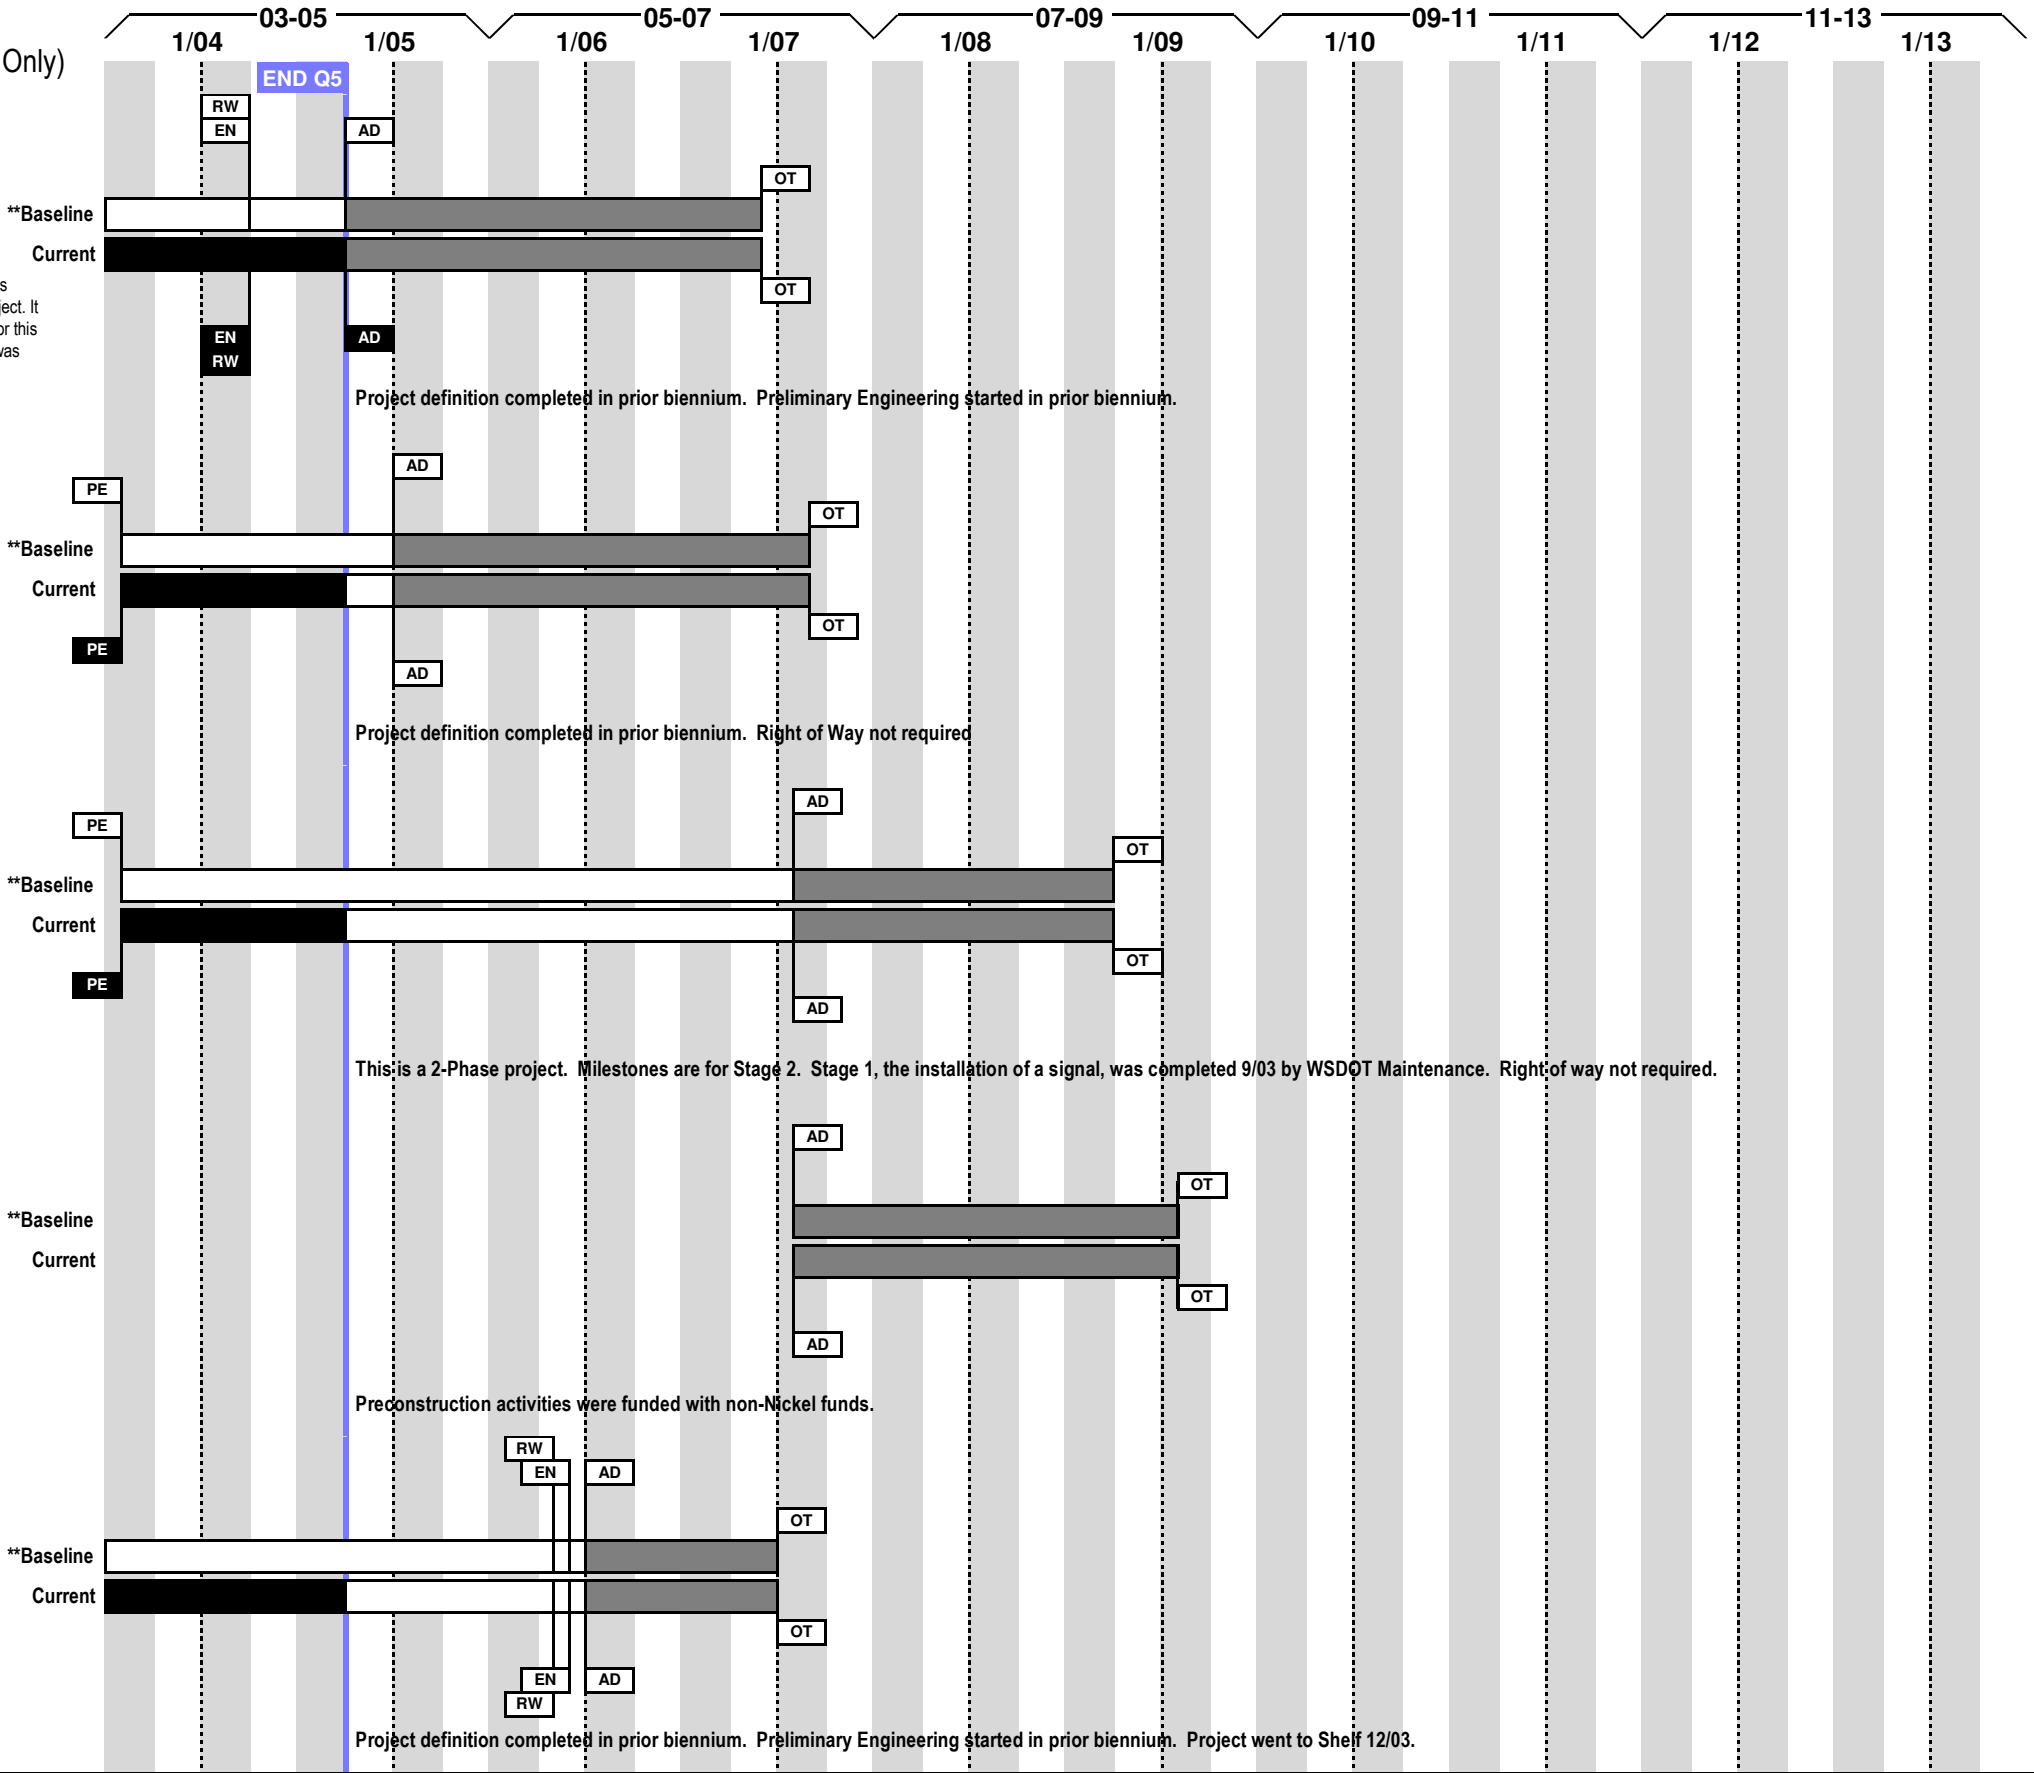 03-05 05-07 07-09 09-11 11-13
1/04 1/05 1/06 1/07 1/08 1/09 1/10 1/11 1/12 1/13
Only)
END Q5
RW
EN AD
OT
**Baseline
Current
OT
s
ject. It
or this
was
EN AD
RW
Project definition completed in prior biennium. Preliminary Engineering started in prior biennium.
AD
PE
OT
**Baseline
Current
OT
PE
AD
Project definition completed in prior biennium. Right of Way not required
AD
PE
OT
**Baseline
Current
OT
PE
AD
This is a 2-Phase project. Milestones are for Stage 2. Stage 1, the installation of a signal, was completed 9/03 by WSDOT Maintenance. Right of way not required.
AD
OT
**Baseline
Current
OT
AD
Preconstruction activities were funded with non-Nickel funds.
RW
EN AD
OT
**Baseline
Current
OT
EN AD
RW
Project definition completed in prior biennium. Preliminary Engineering started in prior biennium. Project went to Shelf 12/03.